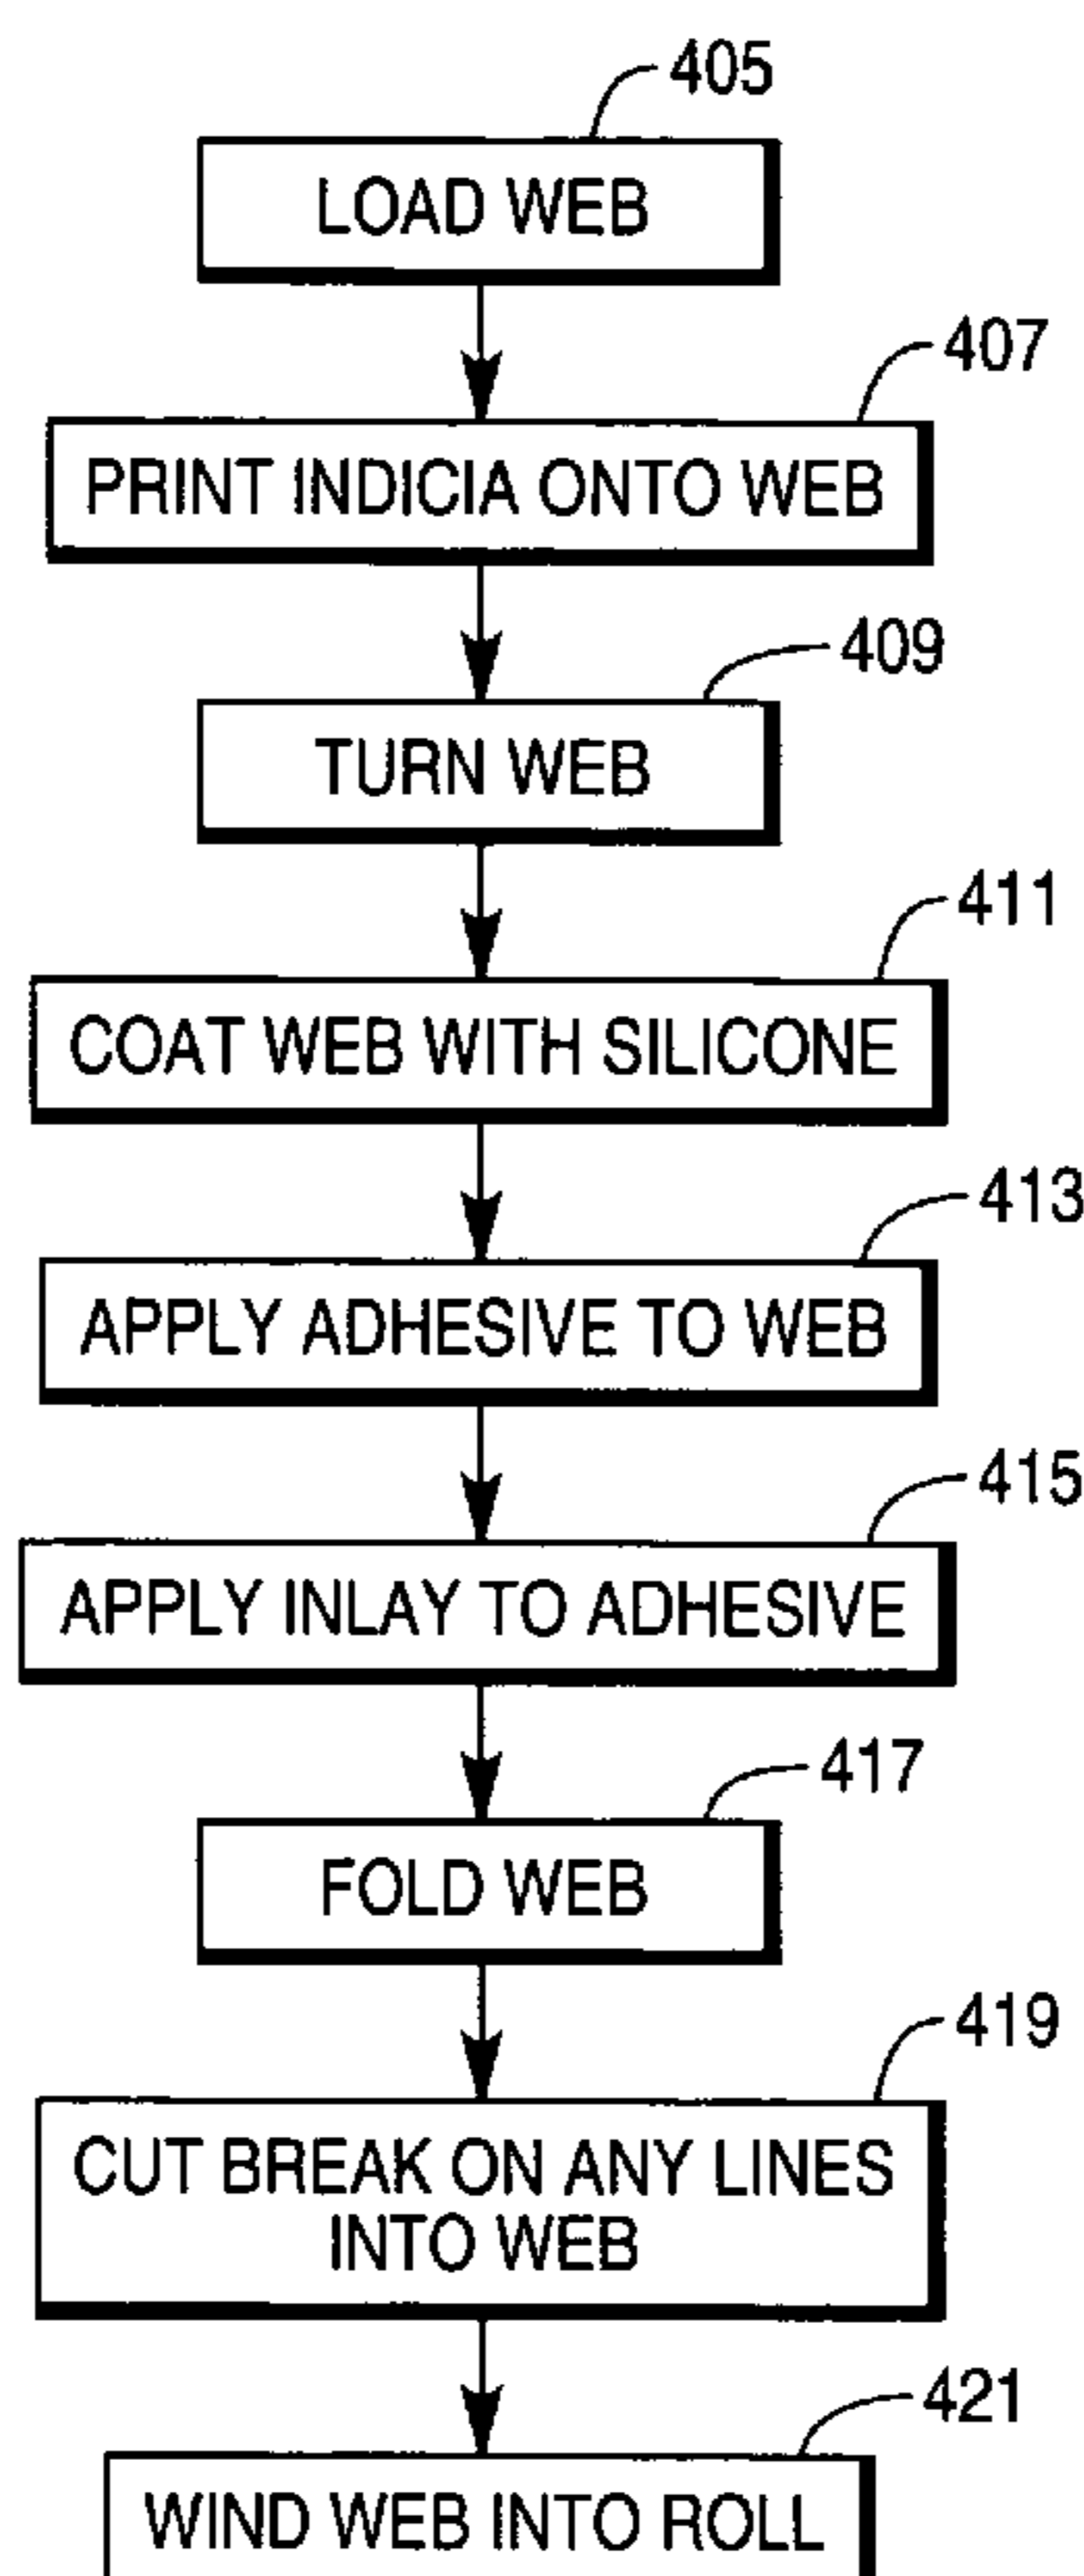 405
LOAD WEB
407
PRINT INDICIA ONTO WEB
409
TURN WEB
411
COAT WEB WITH SILICONE
413
APPLY ADHESIVE TO WEB
415
APPLY INLAY TO ADHESIVE
417
FOLD WEB
419
CUT BREAK ON ANY LINES
INTO WEB
421
WIND WEB INTO ROLL